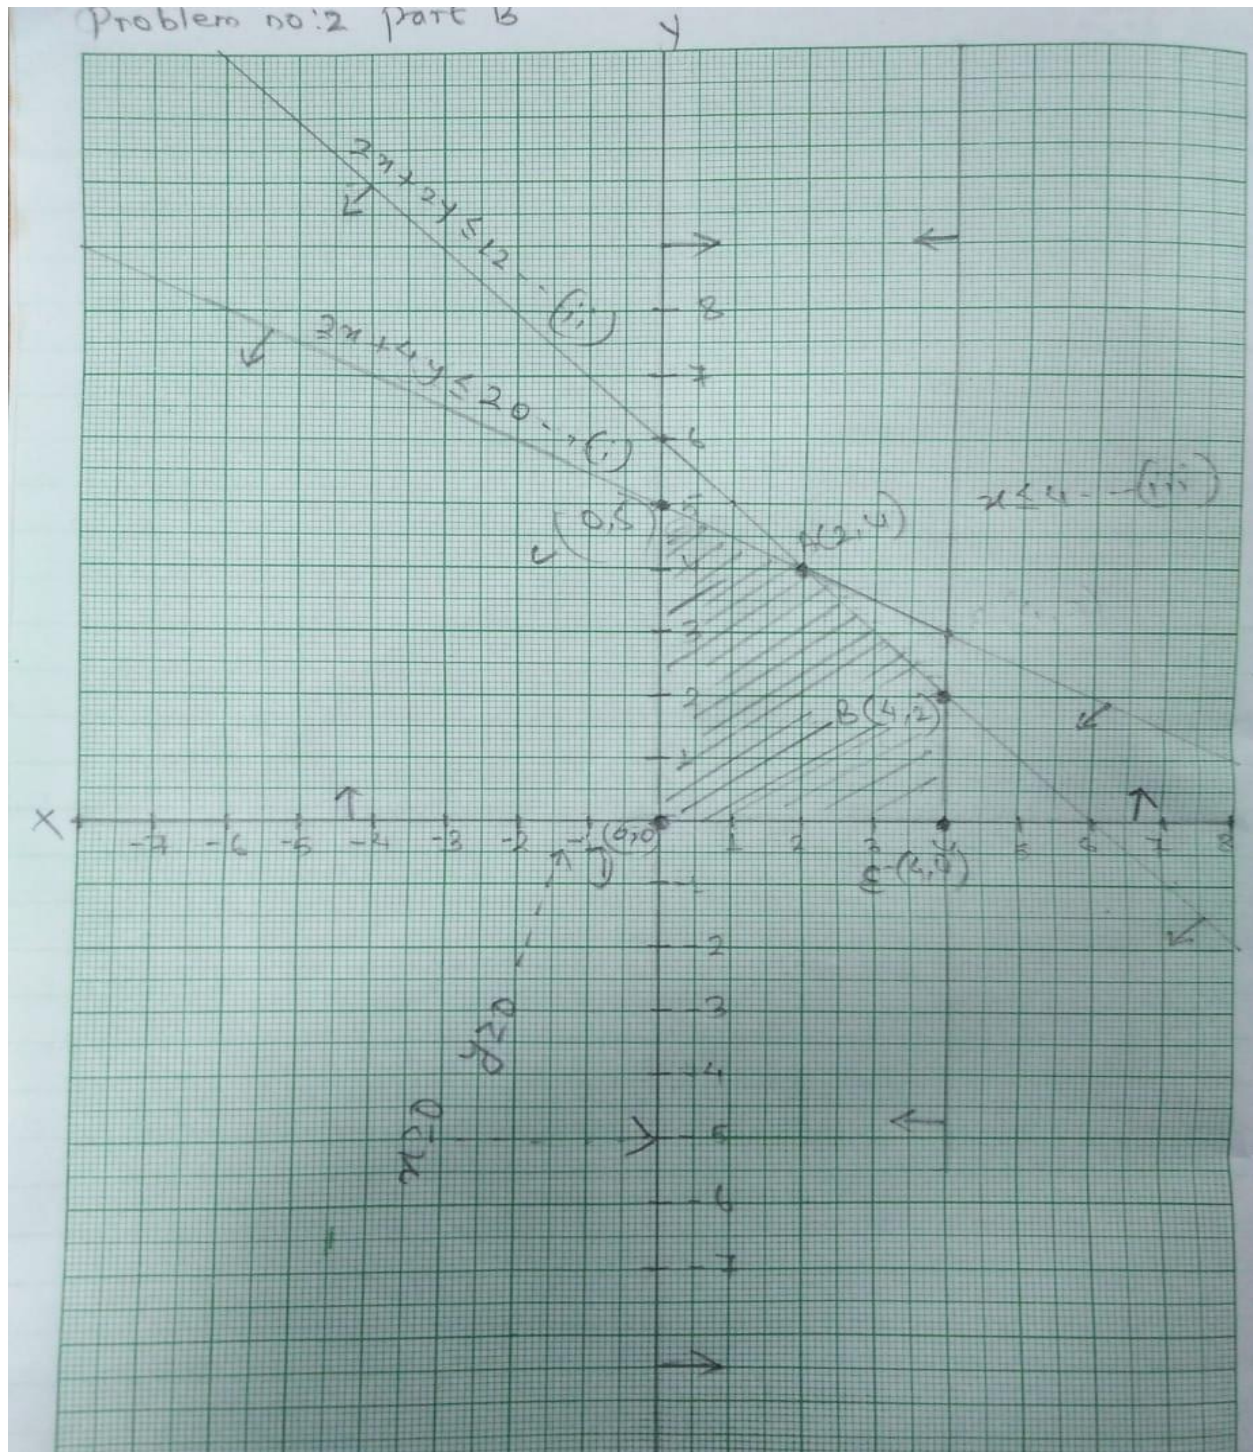 Problem no:2 part B
Y
2x+2y≤12--(ii)
8
2x+4y≤20--(i)
7
6
x≤4--(iii)
5
(0,5)
A(2,4)
4
3
2
B(4,2)
1
X
-7 -6 -5 -4 -3 -2 -1 (0,0) 1 2 3 4 5 6 7 8
D
E(4,0)
-1
-2
-3
y≥0
-4
x≥0
-5
-6
-7